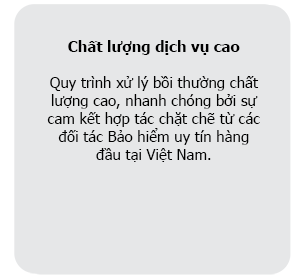 Chất lượng dịch vụ cao
Quy trình xử lý bồi thường chất
lượng cao, nhanh chóng bởi sự
cam kết hợp tác chặt chẽ từ các
đối tác Bảo hiểm uy tín hàng
đầu tại Việt Nam.